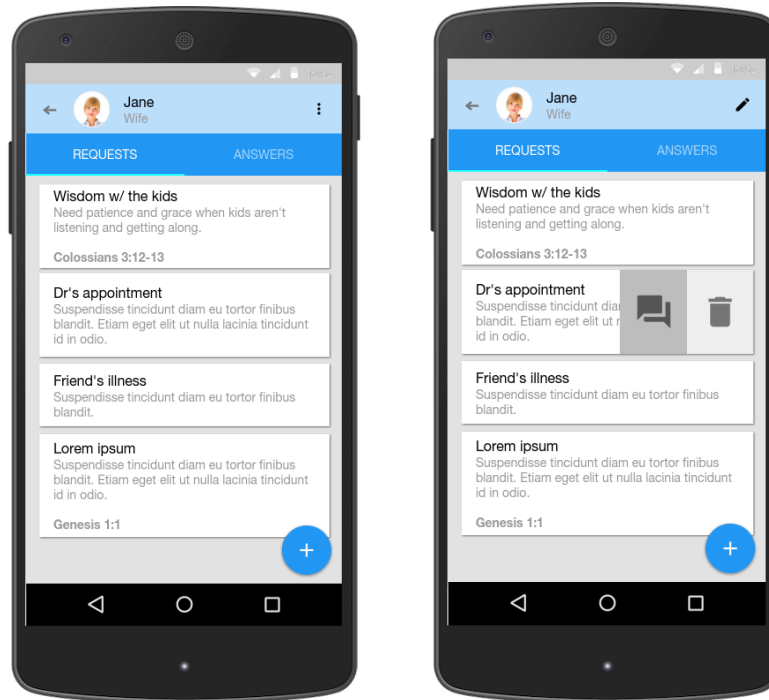 Jane
Wife
REQUESTS
ANSWERS
Wisdom w/ the kids
Need patience and grace when kids aren't
listening and getting along.
Colossians 3:12-13
Dr's appointment
Suspendisse tincidunt diam eu tortor finibus
blandit. Etiam eget elit ut nulla lacinia tincidunt
id in odio.
Friend's illness
Suspendisse tincidunt diam eu tortor finibus
blandit.
Lorem ipsum
Suspendisse tincidunt diam eu tortor finibus
blandit. Etiam eget elit ut nulla lacinia tincidunt
id in odio.
Genesis 1:1
+
Jane
Wife
REQUESTS
ANSWERS
Wisdom w/ the kids
Need patience and grace when kids aren't
listening and getting along.
Colossians 3:12-13
Dr's appointment
Suspendisse tincidunt dia
blandit. Etiam eget elit ut
id in odio.
Friend's illness
Suspendisse tincidunt diam eu tortor finibus
blandit.
Lorem ipsum
Suspendisse tincidunt diam eu tortor finibus
blandit. Etiam eget elit ut nulla lacinia tincidunt
id in odio.
Genesis 1:1
+